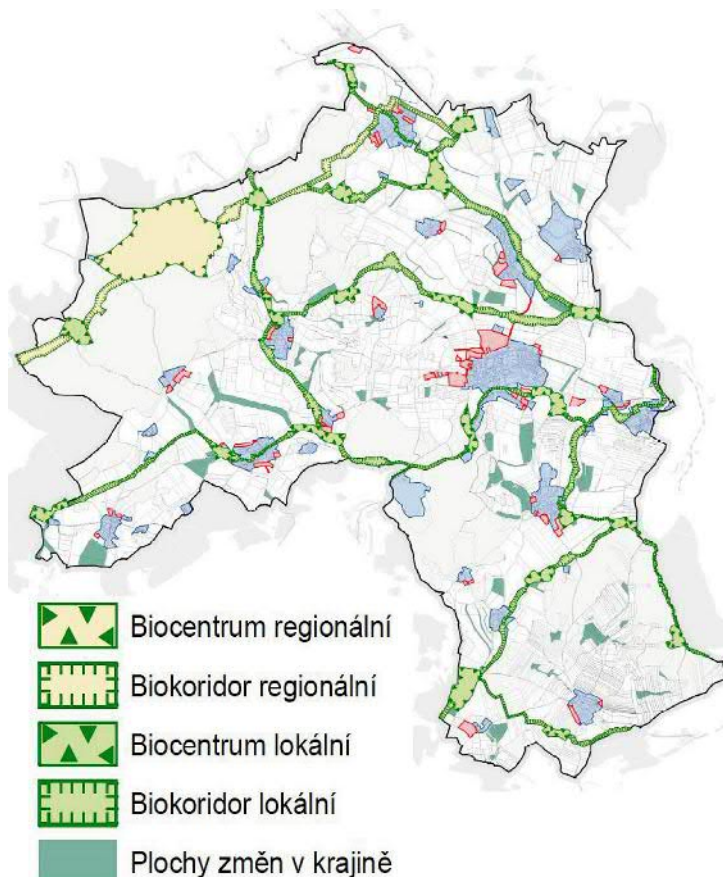 Biocentrum regionální
Biokoridor regionální
Biocentrum lokální
Biokoridor lokální
Plochy změn v krajině